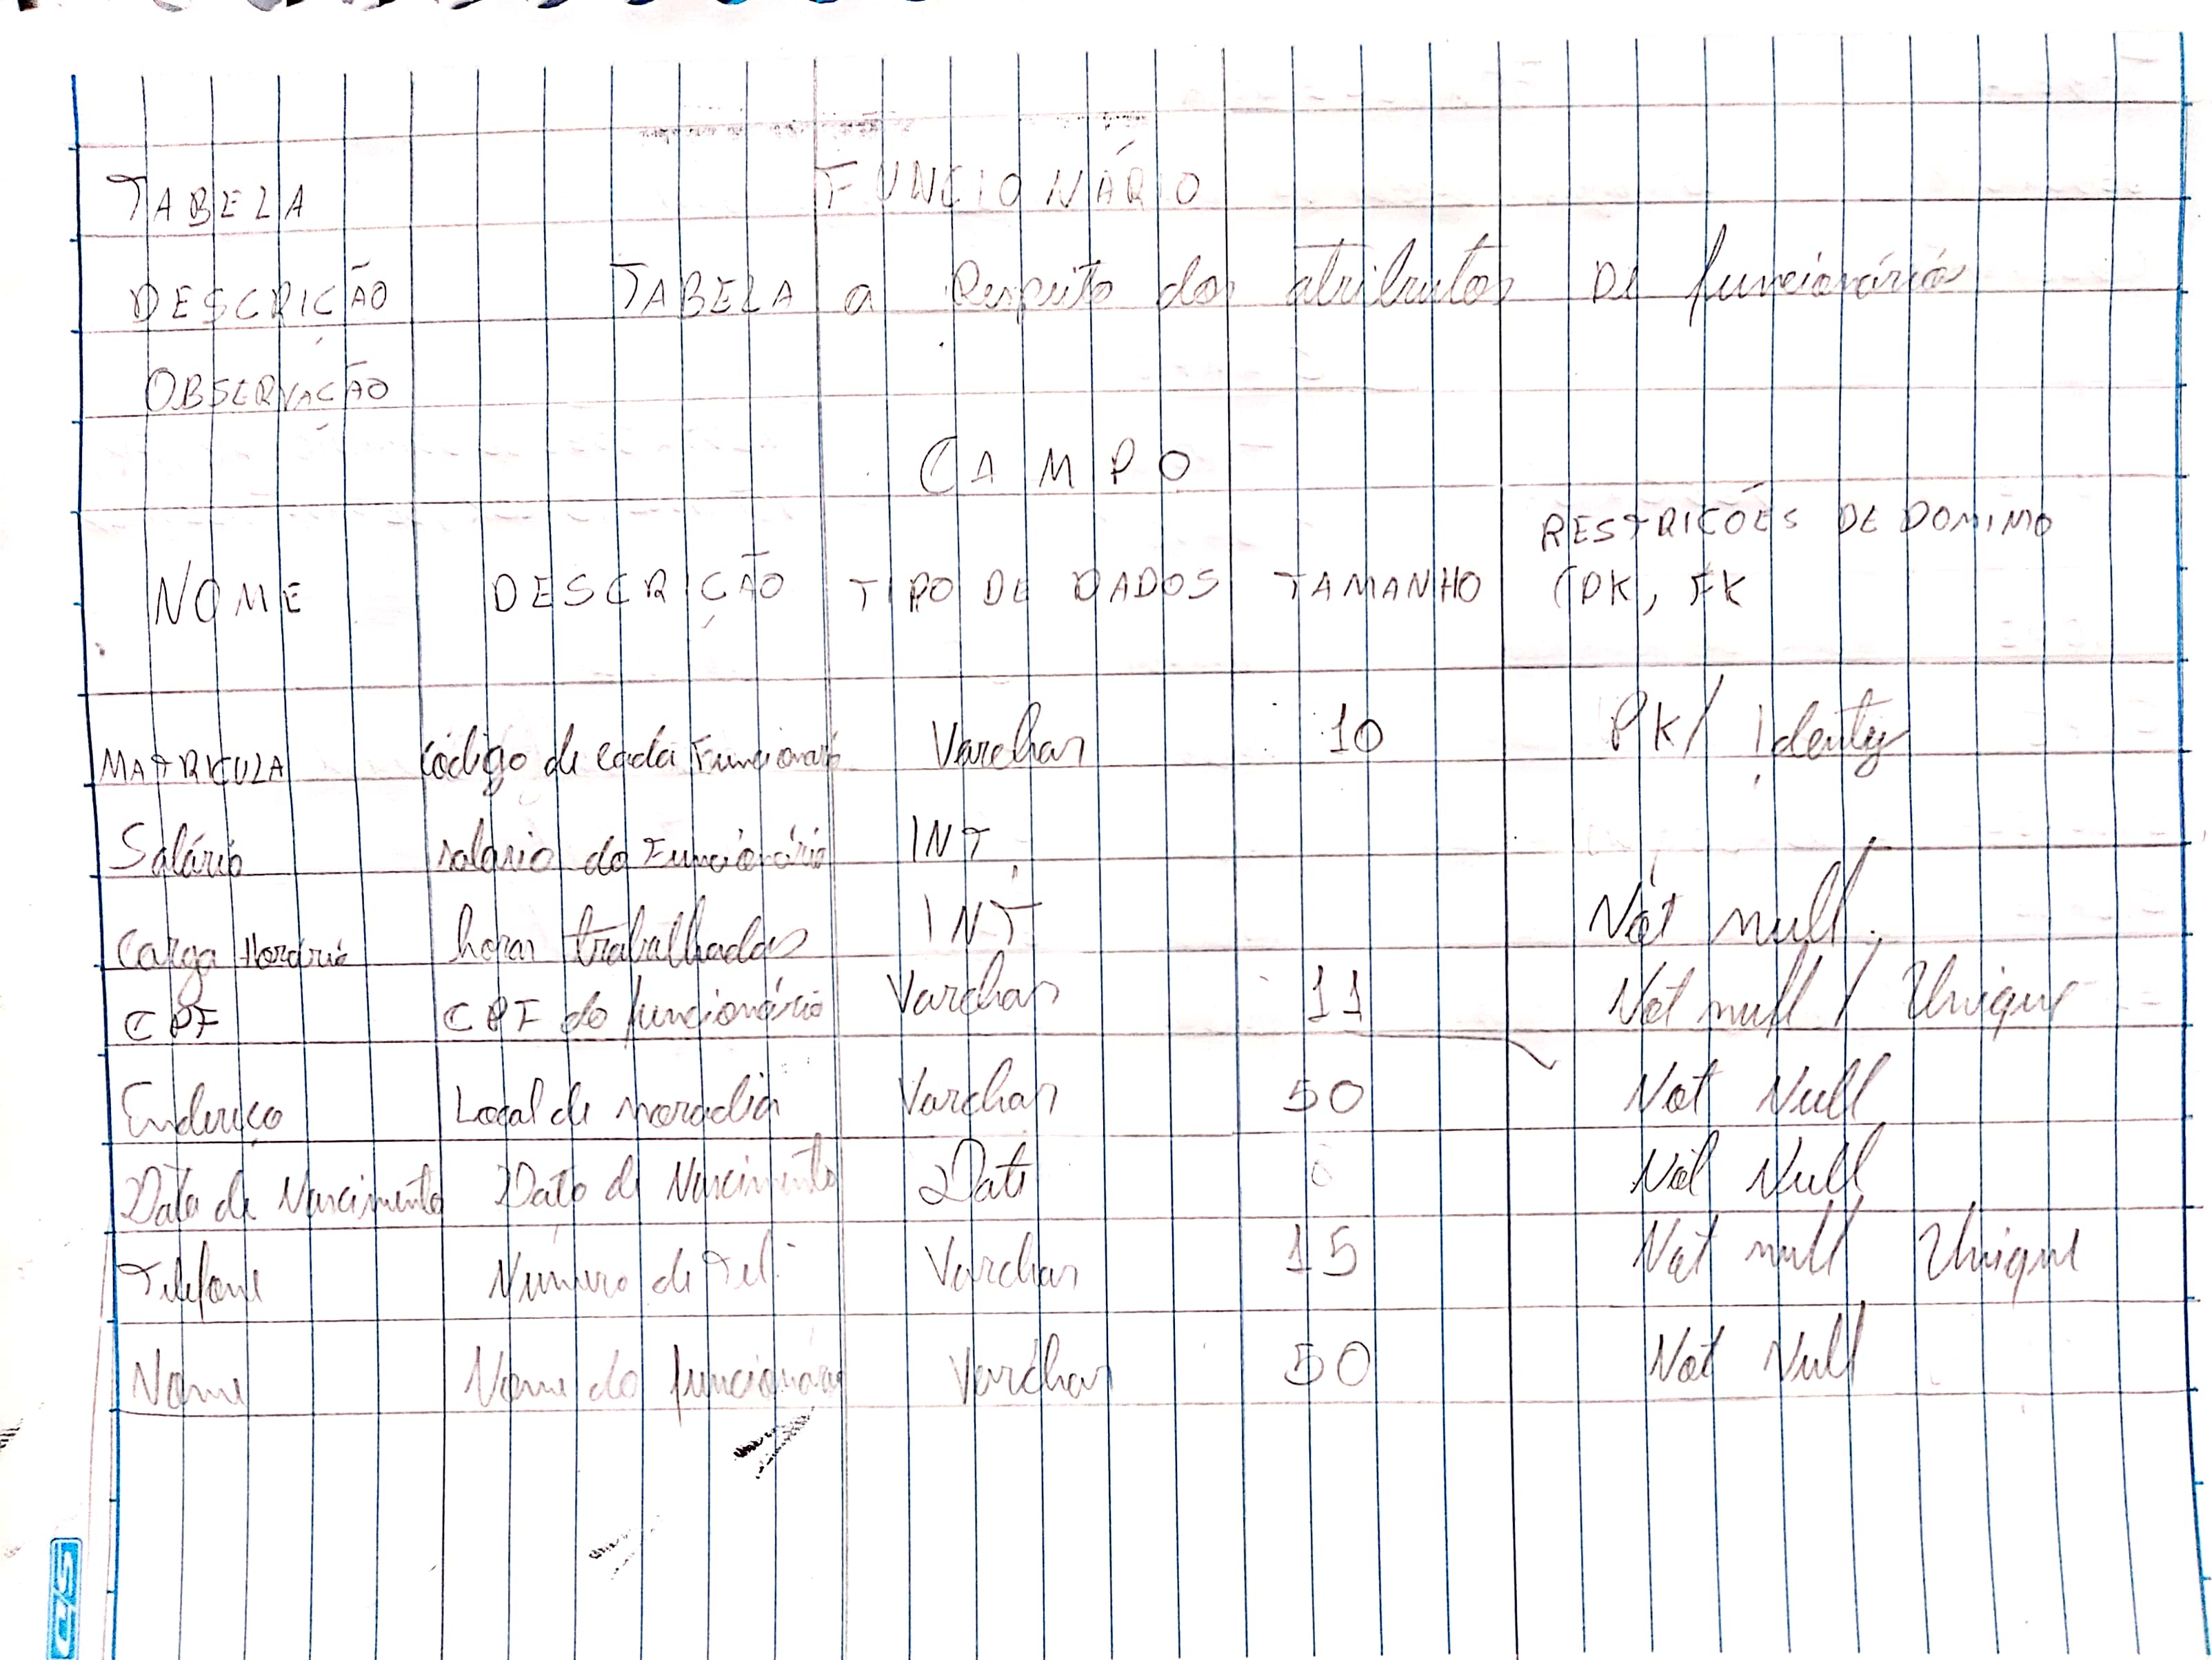 TABELA FUNCIONÁRIO
DESCRIÇÃO TABELA a Respeito dos atributos DE funcionários
OBSERVAÇÃO
CAMPO
RESTRIÇÕES DE DOMINIO
NOME DESCRIÇÃO TIPO DE DADOS TAMANHO (PK, FK
MATRICULA código de cada Funcionario Varchar 10 PK/ Identy
Salário salario do Funcionário INT
Carga Horária horas trabalhadas INT Not null
CPF CPF do funcionário Varchar 11 Not null / Unique
Endereço Local de moradia Varchar 50 Not Null
Data de Nascimento Data de Nascimento Date Not Null
Telefone Número de Tel. Varchar 15 Not null Unique
Nome Nome do funcionário Varchar 50 Not Null